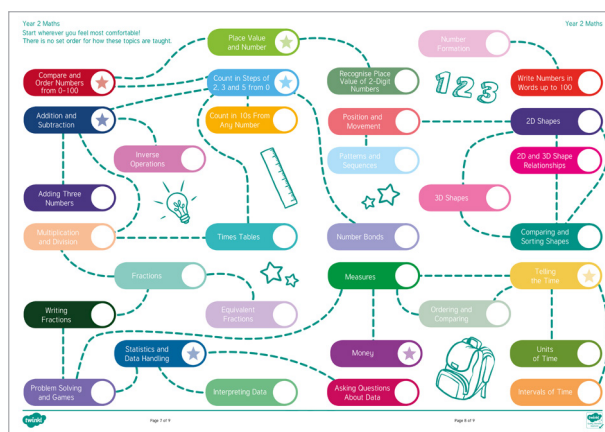 Year 2 Maths
Year 2 Maths
Start wherever you feel most comfortable!
There is no set order for how these topics are taught.
Place Value
and Number
Number
Formation
Compare and
Order Numbers
from 0-100
Count in Steps of
2, 3 and 5 from 0
Recognise Place
Value of 2-Digit
Numbers
1 2 3
Write Numbers in
Words up to 100
Addition and
Subtraction
Count in 10s From
Any Number
Position and
Movement
2D Shapes
Inverse
Operations
Patterns and
Sequences
2D and 3D Shape
Relationships
Adding Three
Numbers
3D Shapes
Multiplication
and Division
Times Tables
Number Bonds
Comparing and
Sorting Shapes
Fractions
Measures
Telling
the Time
Writing
Fractions
Equivalent
Fractions
Ordering and
Comparing
Statistics and
Data Handling
Money
Units
of Time
Problem Solving
and Games
Interpreting Data
Asking Questions
About Data
Intervals of Time
twinkl
Page 7 of 9
Page 8 of 9
twinkl